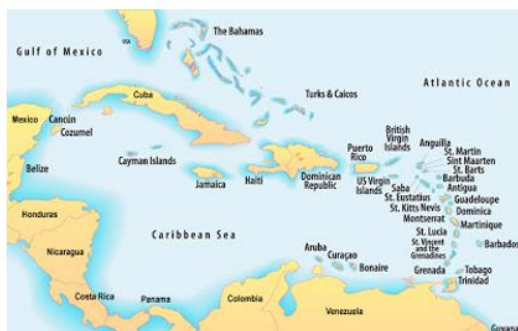 USA
The Bahamas
Gulf of Mexico
Atlantic Ocean
Cuba
Turks & Caicos
Mexico
Cancún
Cozumel
British
Virgin
Islands
Anguilla
St. Martin
Sint Maarten
St. Barts
Puerto
Rico
Cayman Islands
Belize
Jamaica
Haiti
Dominican
Republic
US Virgin
Islands
Saba
St. Eustatius
St. Kitts Nevis
Montserrat
Barbuda
Antigua
Guadeloupe
Dominica
Martinique
Honduras
Caribbean Sea
St. Lucia
St. Vincent
and the
Grenadines
Barbados
Nicaragua
Aruba
Curaçao
Bonaire
Grenada
Tobago
Trinidad
Costa Rica
Panama
Colombia
Venezuela
Guyana